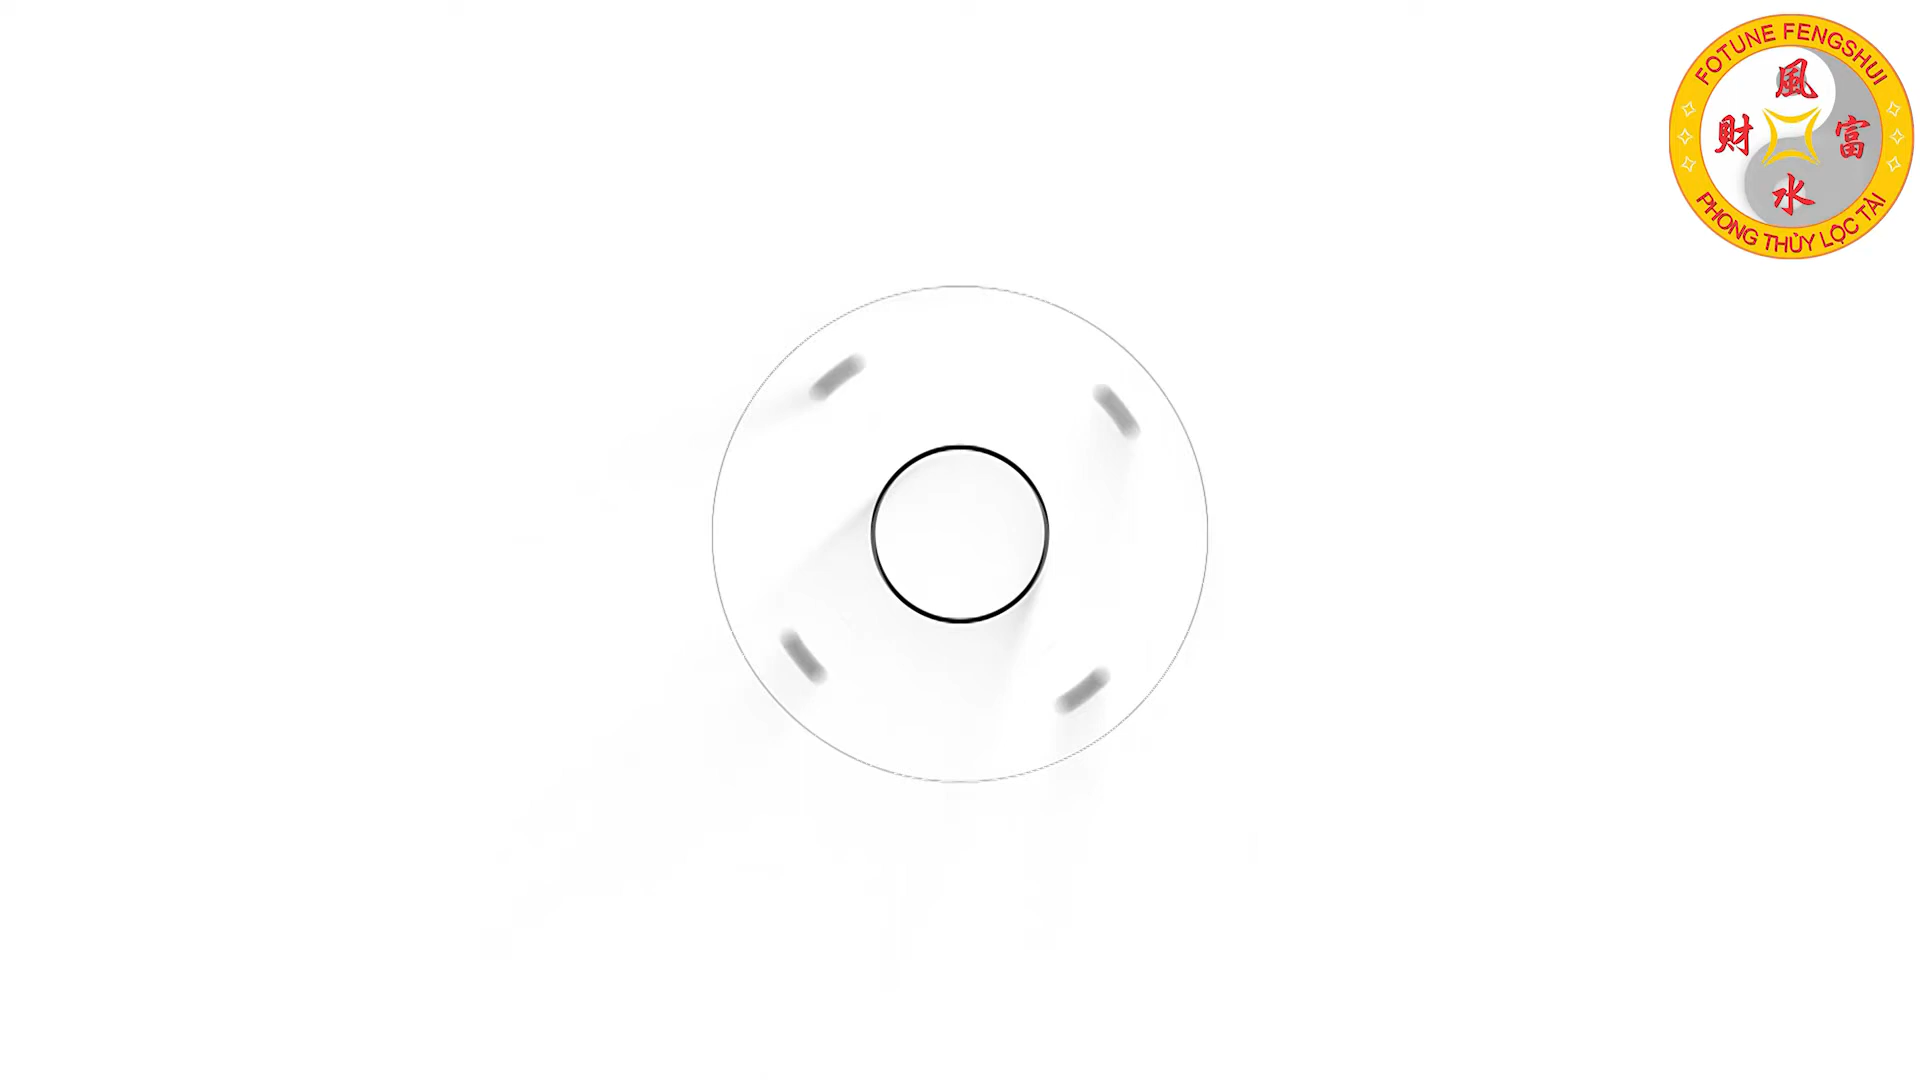 FOTUNE FENGSHUI
風
財 富
水
PHONG THỦY LỘC TÀI